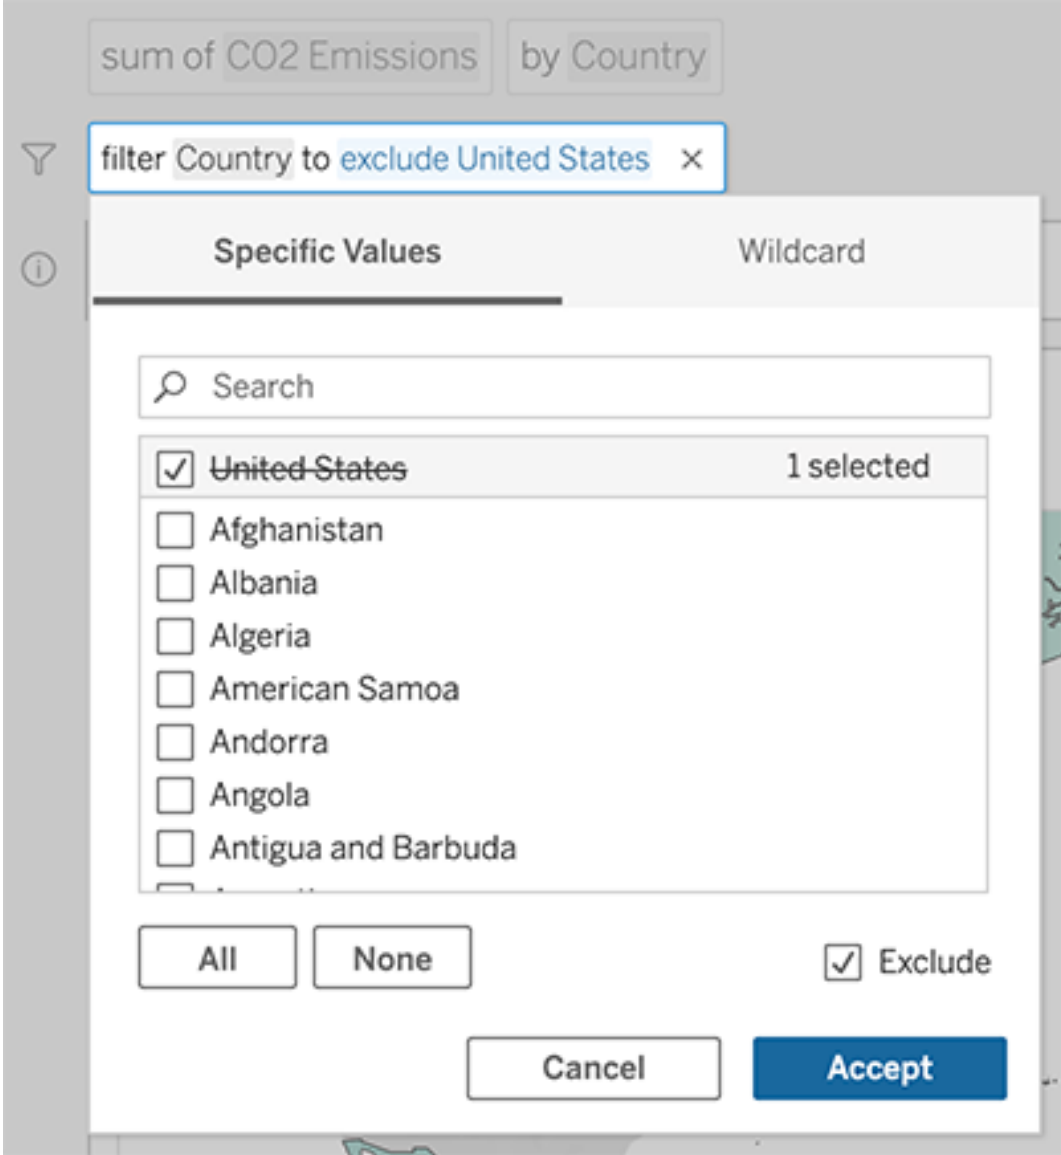 sum of CO2 Emissions by Country
filter Country to exclude United States ×
Specific Values Wildcard
Search
United States 1 selected
Afghanistan
Albania
Algeria
American Samoa
Andorra
Angola
Antigua and Barbuda
All None Exclude
Cancel Accept